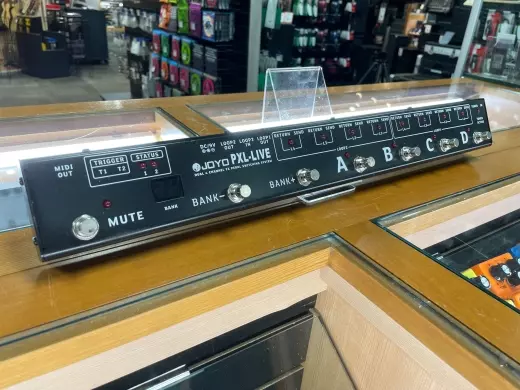 MIDI OUT
TRIGGER
T1 T2
STATUS
1 2
DC/9V
LOOP2 OUT
LOOP1 IN
LOOP1 OUT
RETURN SEND
RETURN SEND
RETURN SEND
RETURN SEND
JOYO PXL-LIVE
MUTE
BANK
BANK-
BANK+
A
B
C
D